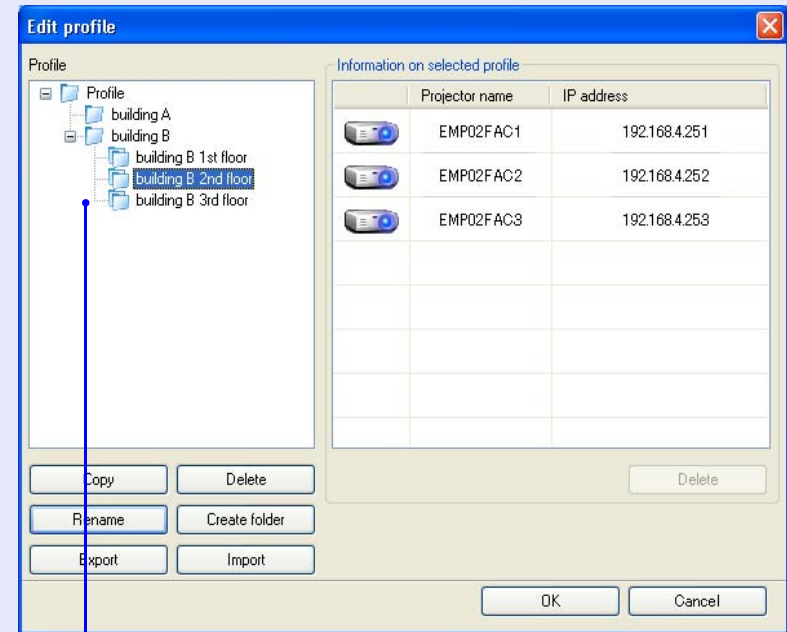 Edit profile
Profile
Profile
building A
building B
building B 1st floor
building B 2nd floor
building B 3rd floor
Copy
Delete
Rename
Create folder
Export
Import
Information on selected profile
Projector name IP address
EMP02FAC1 192.168.4.251
EMP02FAC2 192.168.4.252
EMP02FAC3 192.168.4.253
Delete
OK
Cancel